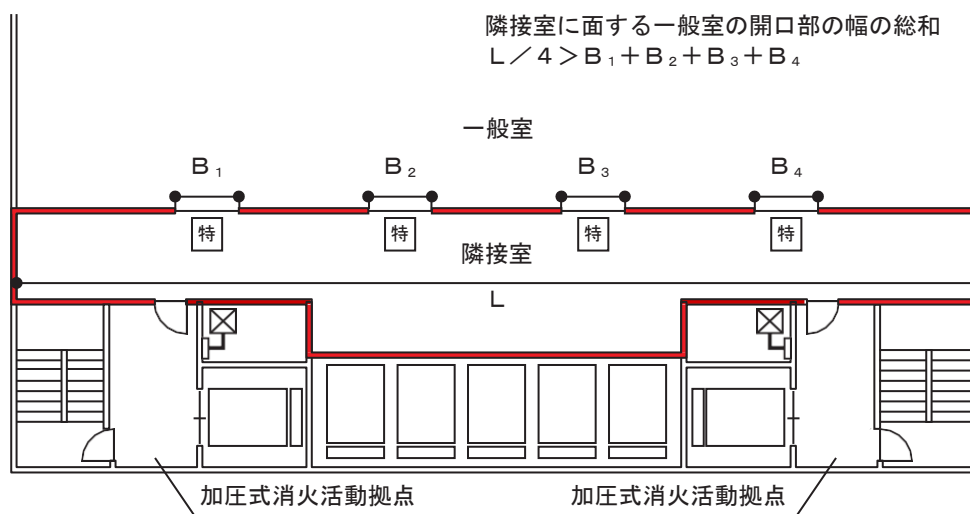 隣接室に面する一般室の開口部の幅の総和
L／4＞B₁＋B₂＋B₃＋B₄
一般室
B₁
B₂
B₃
B₄
特
特
特
特
隣接室
L
加圧式消火活動拠点
加圧式消火活動拠点